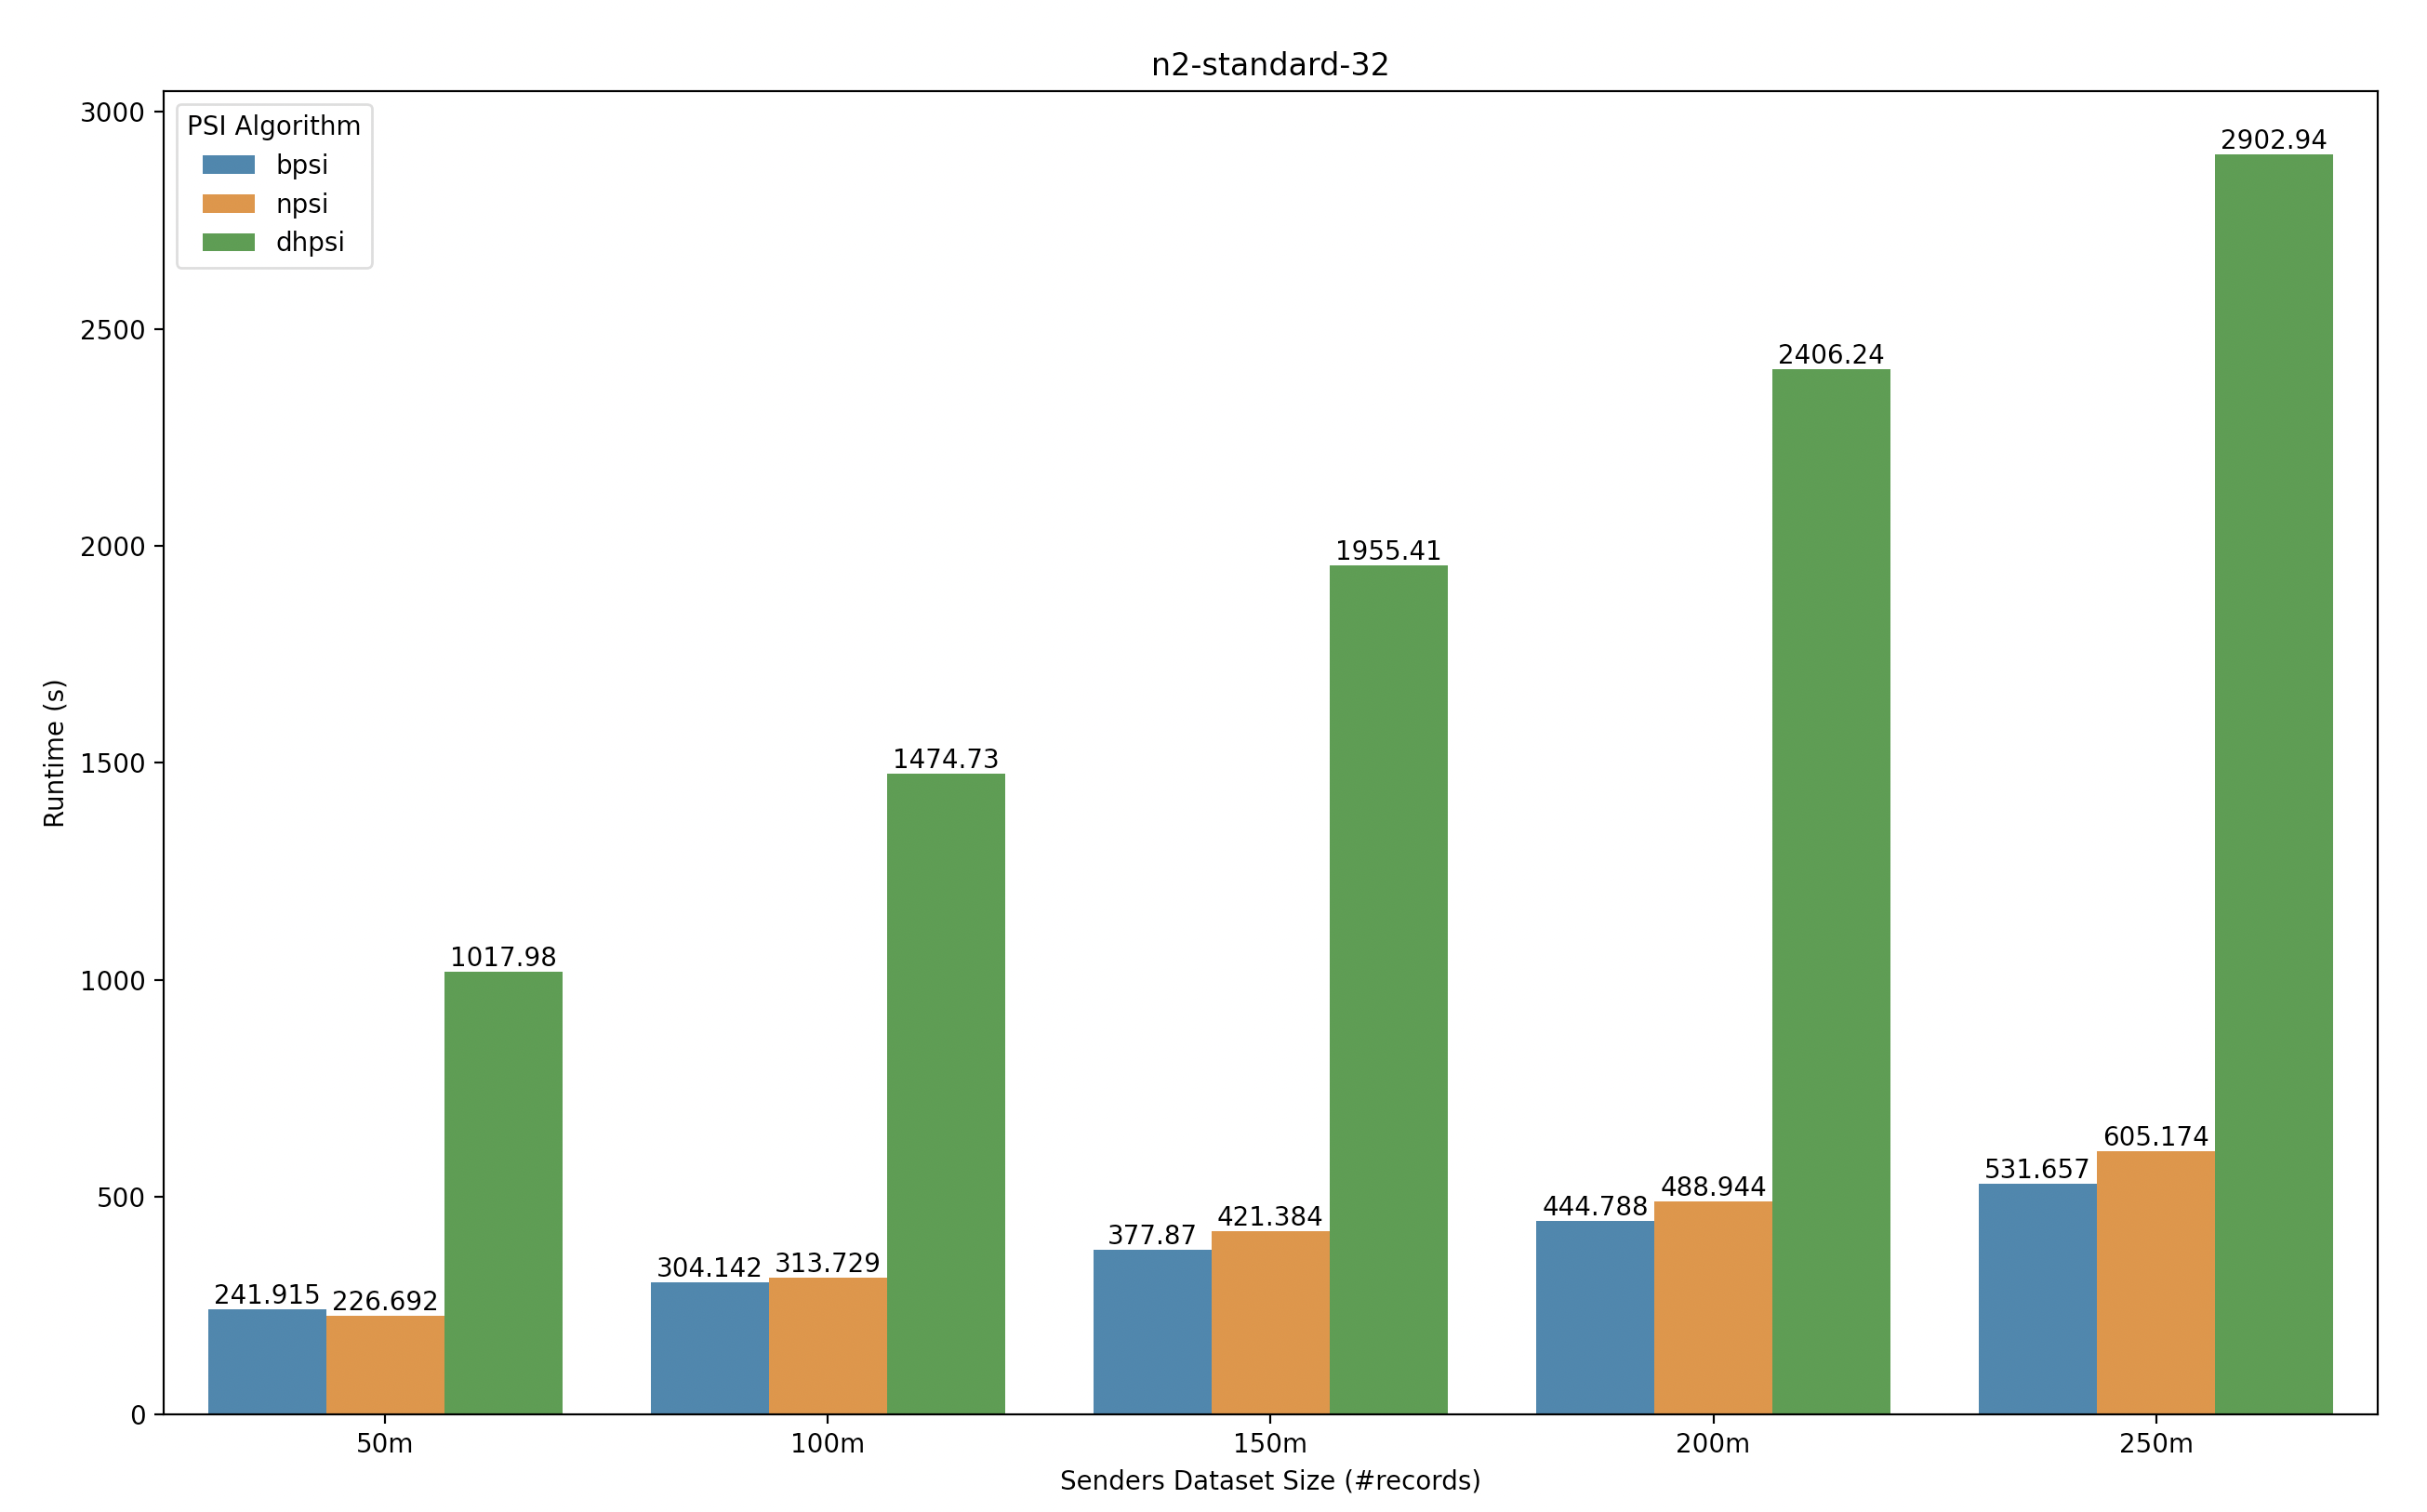 n2-standard-32
PSI Algorithm
bpsi
npsi
dhpsi
Runtime (s)
3000
2500
2000
1500
1000
500
0
241.915
226.692
1017.98
304.142
313.729
1474.73
377.87
421.384
1955.41
444.788
488.944
2406.24
531.657
605.174
2902.94
50m
100m
150m
200m
250m
Senders Dataset Size (#records)